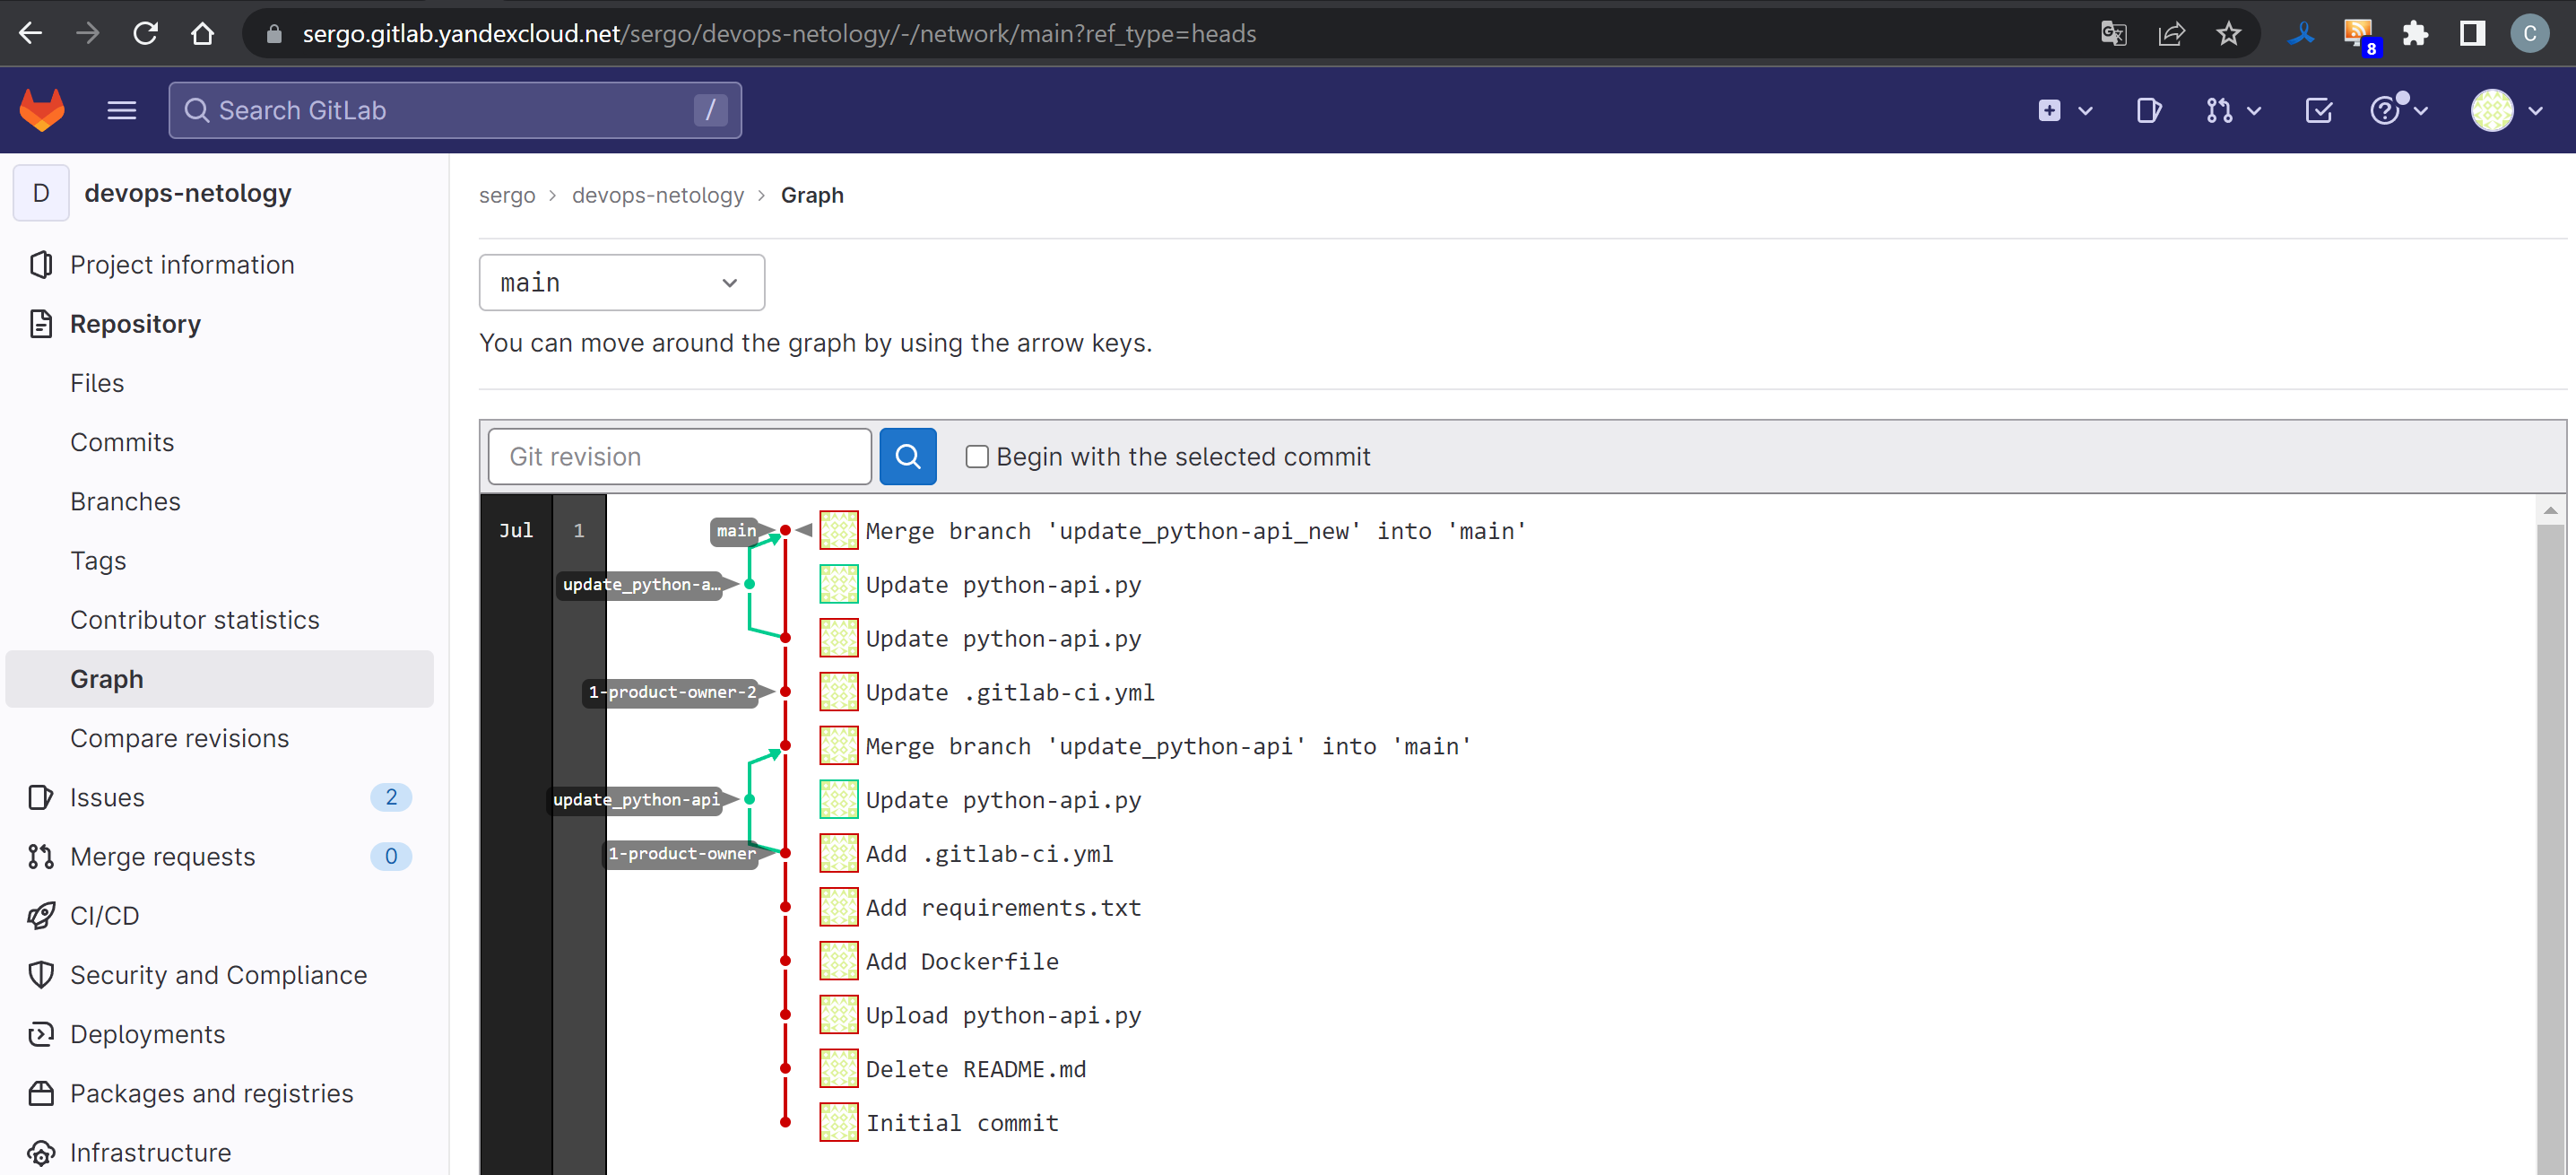 sergo.gitlab.yandexcloud.net/sergo/devops-netology/-/network/main?ref_type=heads
8
C
Search GitLab /
D devops-netology
Project information
Repository
Files
Commits
Branches
Tags
Contributor statistics
Graph
Compare revisions
Issues 2
Merge requests 0
CI/CD
Security and Compliance
Deployments
Packages and registries
Infrastructure
sergo > devops-netology > Graph
main
You can move around the graph by using the arrow keys.
Git revision Begin with the selected commit
Jul 1 main Merge branch 'update_python-api_new' into 'main'
update_python-a… Update python-api.py
Update python-api.py
1-product-owner-2 Update .gitlab-ci.yml
Merge branch 'update_python-api' into 'main'
update_python-api Update python-api.py
1-product-owner Add .gitlab-ci.yml
Add requirements.txt
Add Dockerfile
Upload python-api.py
Delete README.md
Initial commit